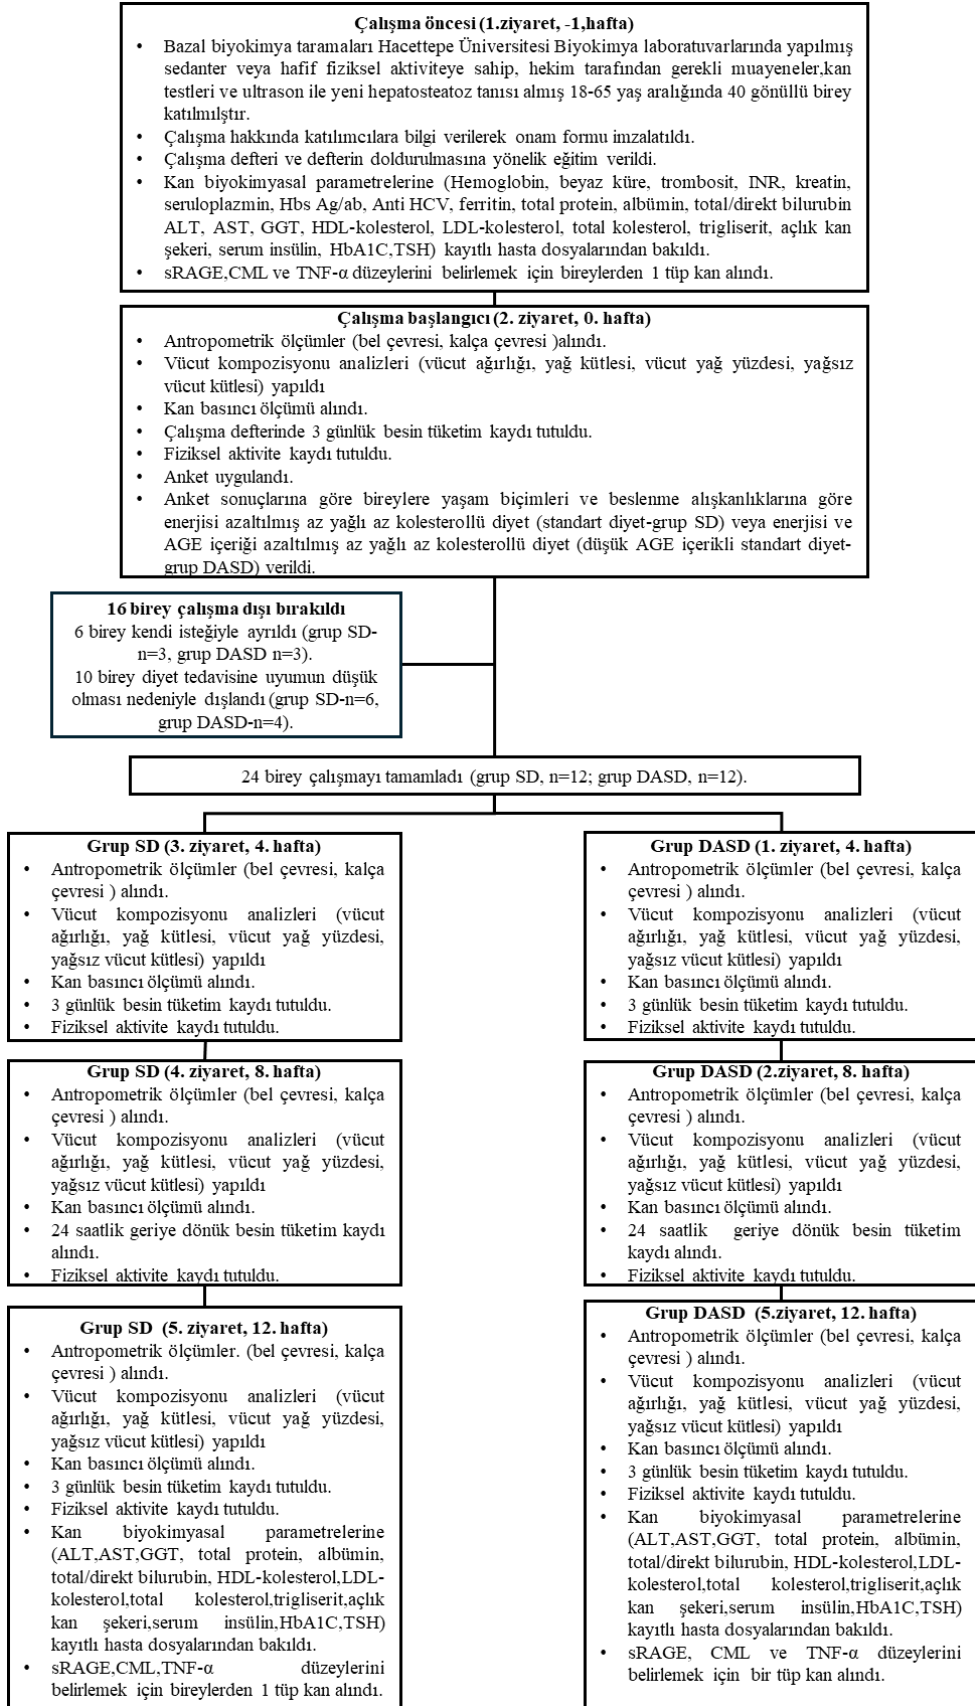 Çalışma öncesi (1.ziyaret, -1,hafta)
• Bazal biyokimya taramaları Hacettepe Üniversitesi Biyokimya laboratuvarlarında yapılmış
sedanter veya hafif fiziksel aktiviteye sahip, hekim tarafından gerekli muayeneler,kan
testleri ve ultrason ile yeni hepatosteatoz tanısı almış 18-65 yaş aralığında 40 gönüllü birey
katılmılştır.
• Çalışma hakkında katılımcılara bilgi verilerek onam formu imzalatıldı.
• Çalışma defteri ve defterin doldurulmasına yönelik eğitim verildi.
• Kan biyokimyasal parametrelerine (Hemoglobin, beyaz küre, trombosit, INR, kreatin,
seruloplazmin, Hbs Ag/ab, Anti HCV, ferritin, total protein, albümin, total/direkt bilurubin
ALT, AST, GGT, HDL-kolesterol, LDL-kolesterol, total kolesterol, trigliserit, açlık kan
şekeri, serum insülin, HbA1C,TSH) kayıtlı hasta dosyalarından bakıldı.
• sRAGE,CML ve TNF-α düzeylerini belirlemek için bireylerden 1 tüp kan alındı.
Çalışma başlangıcı (2. ziyaret, 0. hafta)
• Antropometrik ölçümler (bel çevresi, kalça çevresi )alındı.
• Vücut kompozisyonu analizleri (vücut ağırlığı, yağ kütlesi, vücut yağ yüzdesi, yağsız
vücut kütlesi) yapıldı
• Kan basıncı ölçümü alındı.
• Çalışma defterinde 3 günlük besin tüketim kaydı tutuldu.
• Fiziksel aktivite kaydı tutuldu.
• Anket uygulandı.
• Anket sonuçlarına göre bireylere yaşam biçimleri ve beslenme alışkanlıklarına göre
enerjisi azaltılmış az yağlı az kolesterollü diyet (standart diyet-grup SD) veya enerjisi ve
AGE içeriği azaltılmış az yağlı az kolesterollü diyet (düşük AGE içerikli standart diyet-
grup DASD) verildi.
16 birey çalışma dışı bırakıldı
6 birey kendi isteğiyle ayrıldı (grup SD-
n=3, grup DASD n=3).
10 birey diyet tedavisine uyumun düşük
olması nedeniyle dışlandı (grup SD-n=6,
grup DASD-n=4).
24 birey çalışmayı tamamladı (grup SD, n=12; grup DASD, n=12).
Grup SD (3. ziyaret, 4. hafta)
• Antropometrik ölçümler (bel çevresi, kalça
çevresi ) alındı.
• Vücut kompozisyonu analizleri (vücut
ağırlığı, yağ kütlesi, vücut yağ yüzdesi,
yağsız vücut kütlesi) yapıldı
• Kan basıncı ölçümü alındı.
• 3 günlük besin tüketim kaydı tutuldu.
• Fiziksel aktivite kaydı tutuldu.
Grup DASD (1. ziyaret, 4. hafta)
• Antropometrik ölçümler (bel çevresi, kalça
çevresi ) alındı.
• Vücut kompozisyonu analizleri (vücut
ağırlığı, yağ kütlesi, vücut yağ yüzdesi,
yağsız vücut kütlesi) yapıldı
• Kan basıncı ölçümü alındı.
• 3 günlük besin tüketim kaydı tutuldu.
• Fiziksel aktivite kaydı tutuldu.
Grup SD (4. ziyaret, 8. hafta)
• Antropometrik ölçümler (bel çevresi, kalça
çevresi ) alındı.
• Vücut kompozisyonu analizleri (vücut
ağırlığı, yağ kütlesi, vücut yağ yüzdesi,
yağsız vücut kütlesi) yapıldı
• Kan basıncı ölçümü alındı.
• 24 saatlik geriye dönük besin tüketim kaydı
alındı.
• Fiziksel aktivite kaydı tutuldu.
Grup DASD (2.ziyaret, 8. hafta)
• Antropometrik ölçümler (bel çevresi, kalça
çevresi ) alındı.
• Vücut kompozisyonu analizleri (vücut
ağırlığı, yağ kütlesi, vücut yağ yüzdesi,
yağsız vücut kütlesi) yapıldı
• Kan basıncı ölçümü alındı.
• 24 saatlik geriye dönük besin tüketim
kaydı alındı.
• Fiziksel aktivite kaydı tutuldu.
Grup SD (5. ziyaret, 12. hafta)
• Antropometrik ölçümler. (bel çevresi, kalça
çevresi ) alındı.
• Vücut kompozisyonu analizleri (vücut
ağırlığı, yağ kütlesi, vücut yağ yüzdesi,
yağsız vücut kütlesi) yapıldı
• Kan basıncı ölçümü alındı.
• 3 günlük besin tüketim kaydı tutuldu.
• Fiziksel aktivite kaydı tutuldu.
• Kan biyokimyasal parametrelerine
(ALT,AST,GGT, total protein, albümin,
total/direkt bilurubin, HDL-kolesterol,LDL-
kolesterol,total kolesterol,trigliserit,açlık
kan şekeri,serum insülin,HbA1C,TSH)
kayıtlı hasta dosyalarından bakıldı.
• sRAGE,CML,TNF-α düzeylerini
belirlemek için bireylerden 1 tüp kan alındı.
Grup DASD (5.ziyaret, 12. hafta)
• Antropometrik ölçümler (bel çevresi, kalça
çevresi ) alındı.
• Vücut kompozisyonu analizleri (vücut
ağırlığı, yağ kütlesi, vücut yağ yüzdesi,
yağsız vücut kütlesi) yapıldı
• Kan basıncı ölçümü alındı.
• 3 günlük besin tüketim kaydı tutuldu.
• Fiziksel aktivite kaydı tutuldu.
• Kan biyokimyasal parametrelerine
(ALT,AST,GGT, total protein, albümin,
total/direkt bilurubin, HDL-kolesterol,LDL-
kolesterol,total kolesterol,trigliserit,açlık
kan şekeri,serum insülin,HbA1C,TSH)
kayıtlı hasta dosyalarından bakıldı.
• sRAGE, CML ve TNF-α düzeylerini
belirlemek için bir tüp kan alındı.